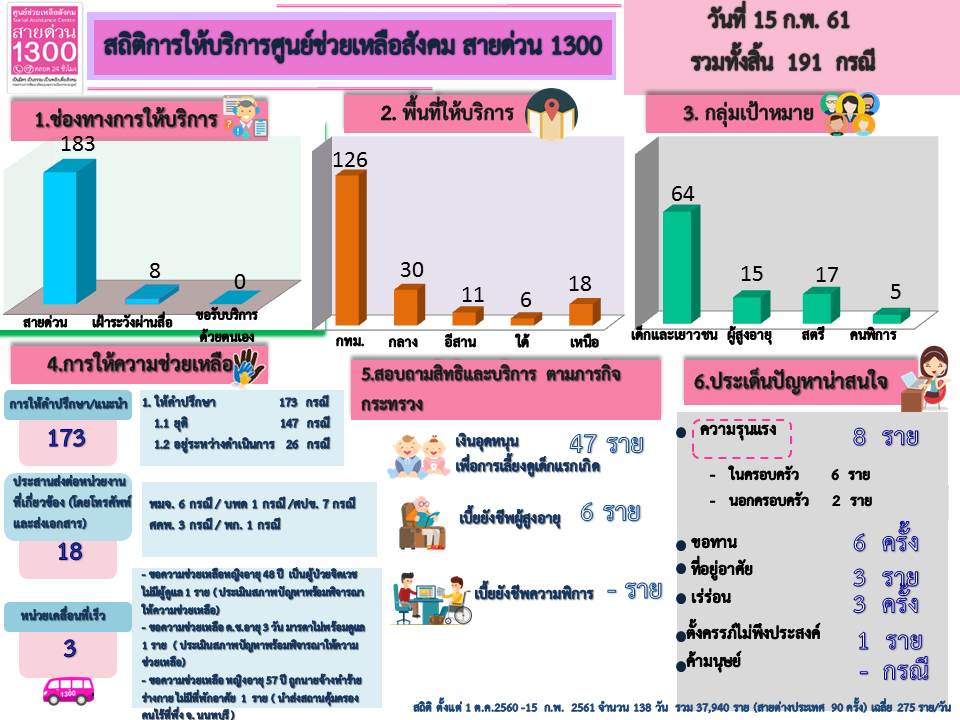 ศูนย์ช่วยเหลือสังคม
Social Assistance Center
สายด่วน
1300
ตลอด 24 ชั่วโมง
สถิติการให้บริการศูนย์ช่วยเหลือสังคม สายด่วน 1300
วันที่ 15 ก.พ. 61
รวมทั้งสิ้น 191 กรณี
1.ช่องทางการให้บริการ
183
8
0
สายด่วน
เฝ้าระวังผ่านสื่อ
ขอรับบริการ
ด้วยตนเอง
2. พื้นที่ให้บริการ
126
30
11
6
18
กทม.
กลาง
อีสาน
ใต้
เหนือ
3. กลุ่มเป้าหมาย
64
15
17
5
เด็กและเยาวชน
ผู้สูงอายุ
สตรี
คนพิการ
4.การให้ความช่วยเหลือ
การให้คำปรึกษา/แนะนำ
173
1. ให้คำปรึกษา 173 กรณี
1.1 ยุติ 147 กรณี
1.2 อยู่ระหว่างดำเนินการ 26 กรณี
ประสานส่งต่อหน่วยงาน
ที่เกี่ยวข้อง (โดยโทรศัพท์
และส่งเอกสาร)
18
พมจ. 6 กรณี / บพด 1 กรณี /ศปช. 7 กรณี
ศคพ. 3 กรณี / พก. 1 กรณี
หน่วยเคลื่อนที่เร็ว
3
1300
- ขอความช่วยเหลือหญิงอายุ 48 ปี เป็นผู้ป่วยจิตเวช
ไม่มีผู้ดูแล 1 ราย ( ประเมินสภาพปัญหาพร้อมพิจารณา
ให้ความช่วยเหลือ)
- ขอความช่วยเหลือ ด.ช.อายุ 3 วัน มารดาไม่พร้อมดูแล
1 ราย ( ประเมินสภาพปัญหาพร้อมพิจารณาให้ความ
ช่วยเหลือ)
- ขอความช่วยเหลือ หญิงอายุ 57 ปี ถูกนายจ้างทำร้าย
ร่างกาย ไม่มีที่พักอาศัย 1 ราย ( นำส่งสถานคุ้มครอง
คนไร้ที่พึ่ง จ. นนทบุรี )
5.สอบถามสิทธิและบริการ ตามภารกิจ
กระทรวง
เงินอุดหนุน
เพื่อการเลี้ยงดูเด็กแรกเกิด
47 ราย
เบี้ยยังชีพผู้สูงอายุ
6 ราย
เบี้ยยังชีพความพิการ
- ราย
6.ประเด็นปัญหาน่าสนใจ
ความรุนแรง 8 ราย
- ในครอบครัว 6 ราย
- นอกครอบครัว 2 ราย
ขอทาน 6 ครั้ง
ที่อยู่อาศัย 3 ราย
เร่ร่อน 3 ครั้ง
ตั้งครรภ์ไม่พึงประสงค์ 1 ราย
ค้ามนุษย์ - กรณี
สถิติ ตั้งแต่ 1 ต.ค.2560 -15 ก.พ. 2561 จำนวน 138 วัน รวม 37,940 ราย (สายต่างประเทศ 90 ครั้ง) เฉลี่ย 275 ราย/วัน